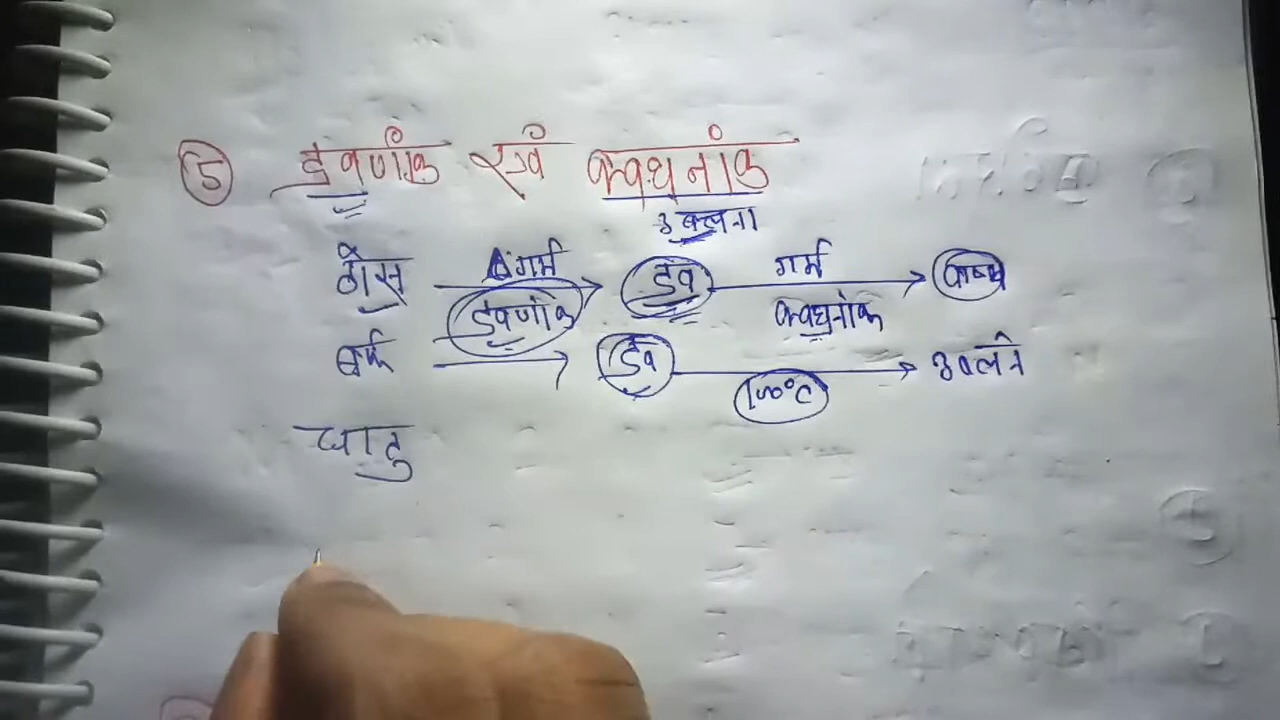 5 द्रवणांक एवं क्वथनांक
उबलना
ठोस गर्म द्रव गर्म वाष्प
द्रवणांक क्वथनांक
बर्फ द्रव 100°C उबलने
धातु